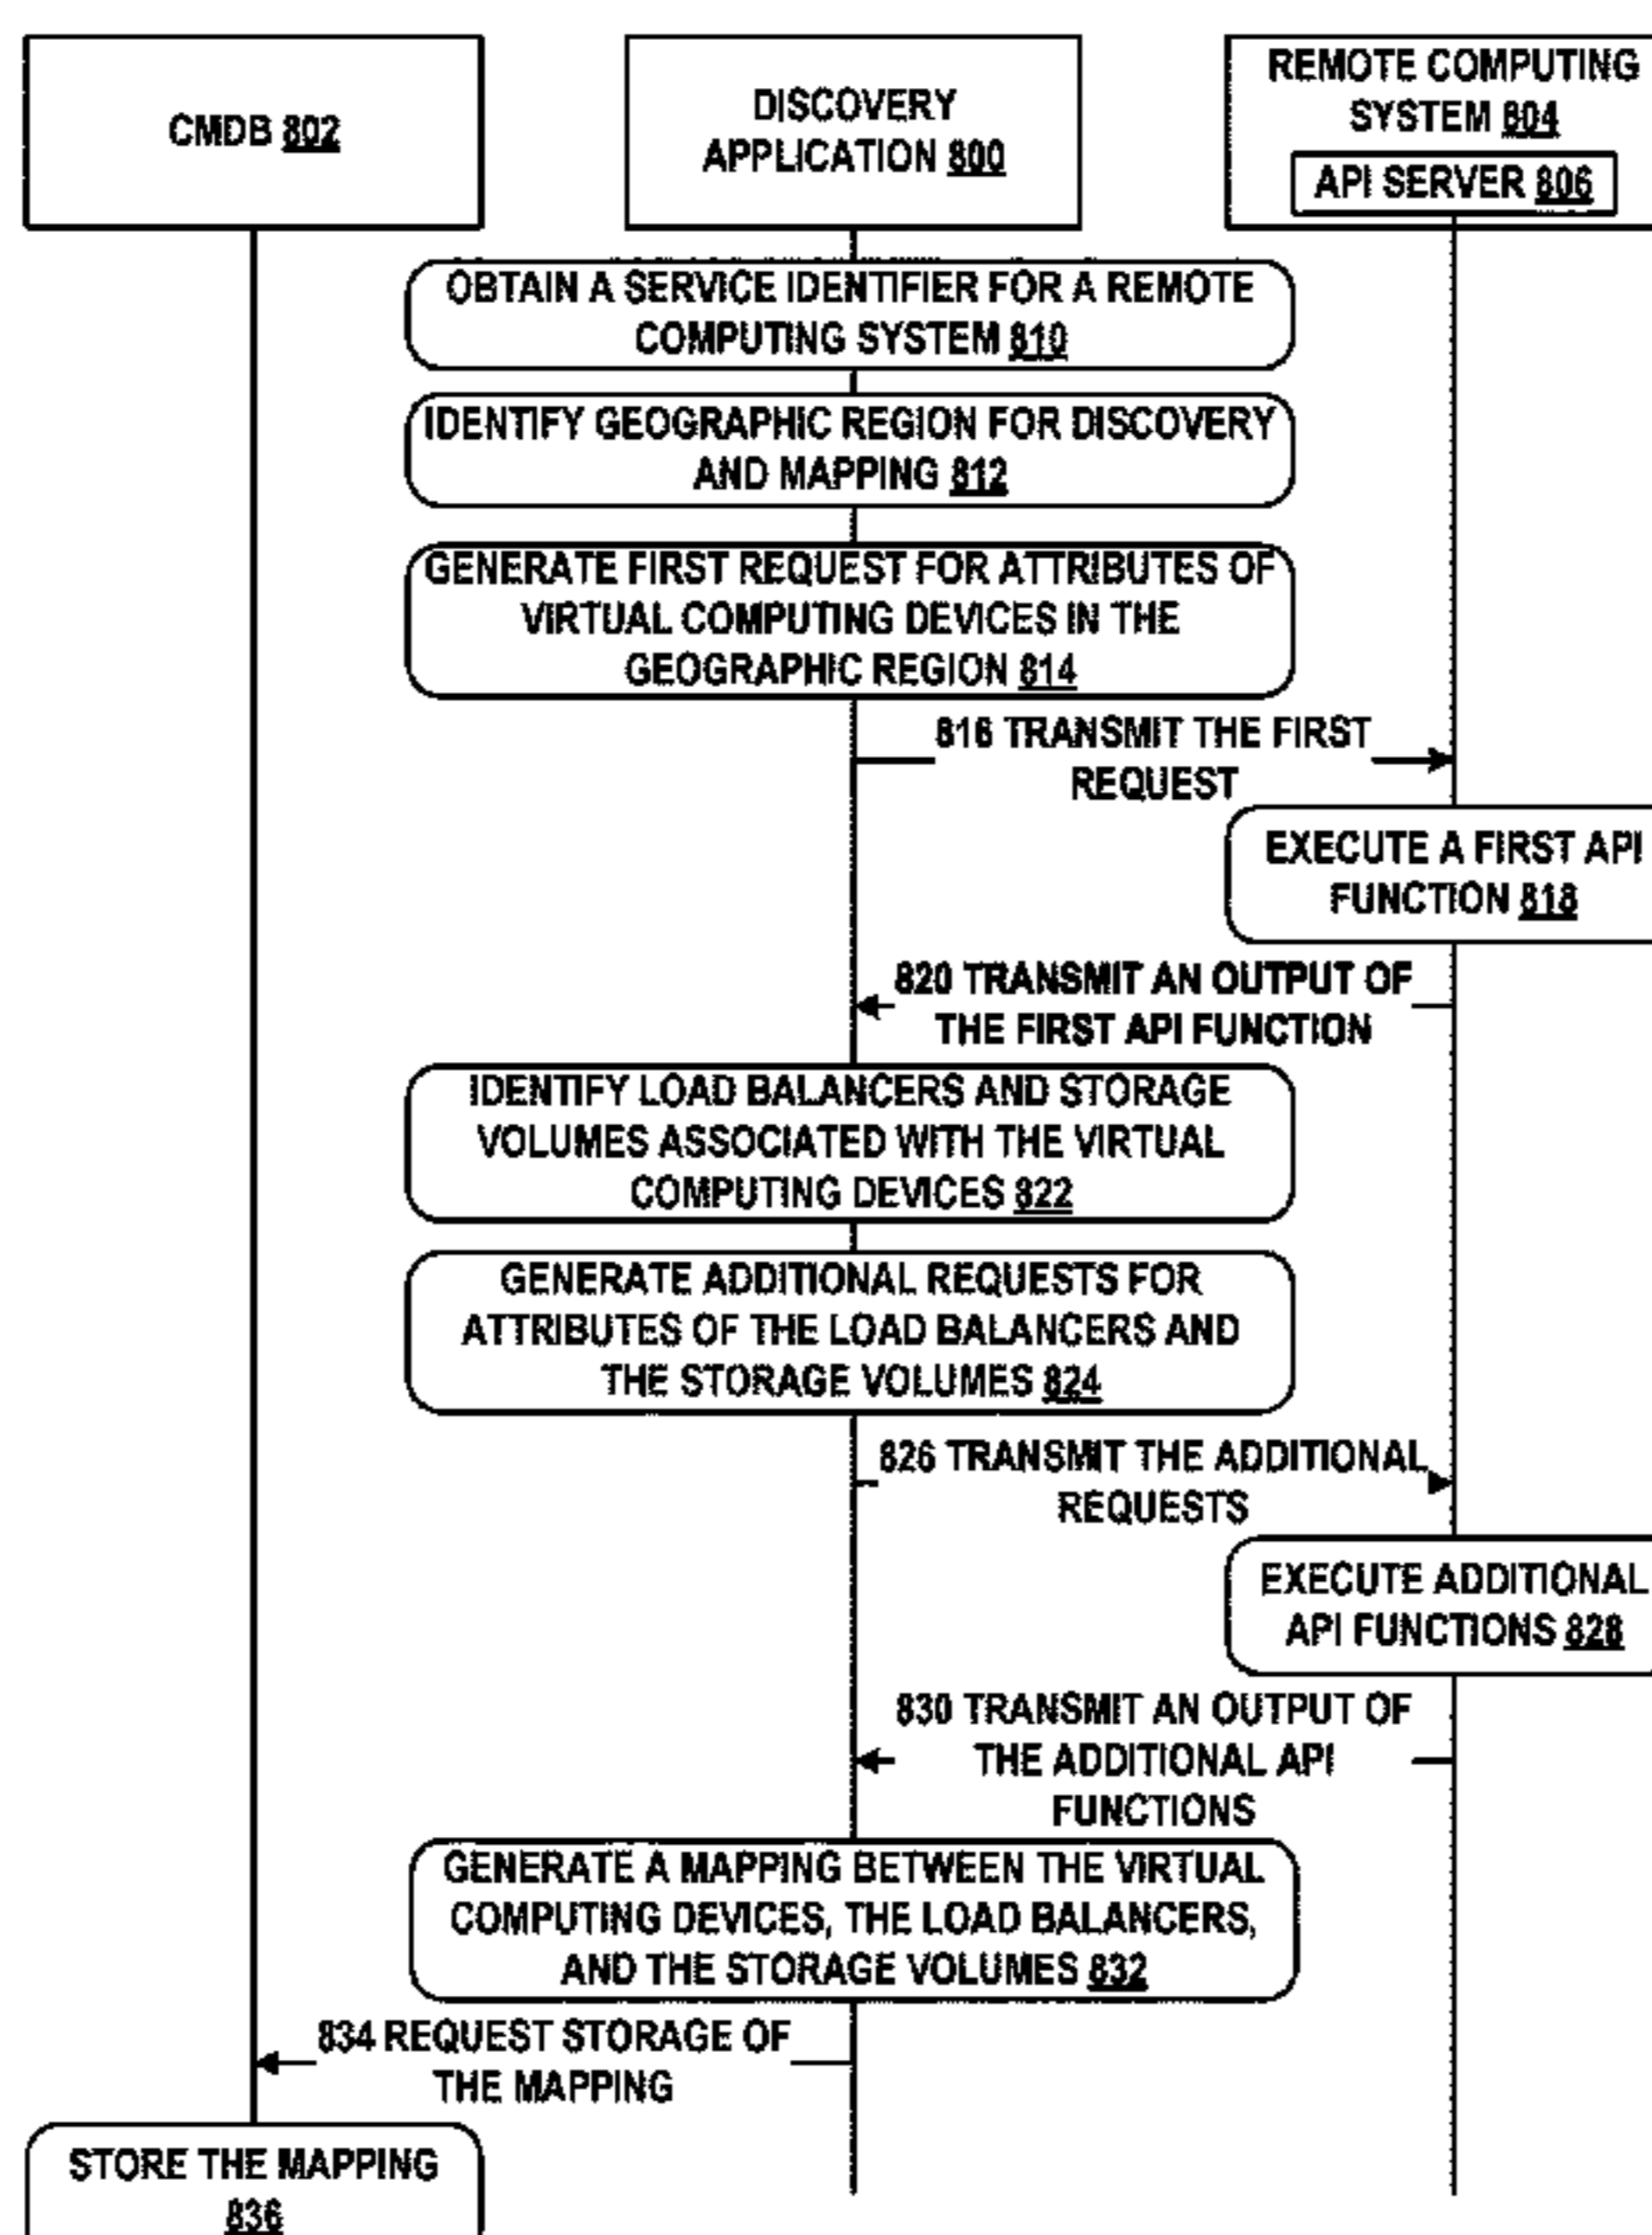 CMDB 802
DISCOVERY
APPLICATION 800
REMOTE COMPUTING
SYSTEM 804
API SERVER 806
OBTAIN A SERVICE IDENTIFIER FOR A REMOTE
COMPUTING SYSTEM 810
IDENTIFY GEOGRAPHIC REGION FOR DISCOVERY
AND MAPPING 812
GENERATE FIRST REQUEST FOR ATTRIBUTES OF
VIRTUAL COMPUTING DEVICES IN THE
GEOGRAPHIC REGION 814
816 TRANSMIT THE FIRST
REQUEST
EXECUTE A FIRST API
FUNCTION 818
820 TRANSMIT AN OUTPUT OF
THE FIRST API FUNCTION
IDENTIFY LOAD BALANCERS AND STORAGE
VOLUMES ASSOCIATED WITH THE VIRTUAL
COMPUTING DEVICES 822
GENERATE ADDITIONAL REQUESTS FOR
ATTRIBUTES OF THE LOAD BALANCERS AND
THE STORAGE VOLUMES 824
826 TRANSMIT THE ADDITIONAL
REQUESTS
EXECUTE ADDITIONAL
API FUNCTIONS 828
830 TRANSMIT AN OUTPUT OF
THE ADDITIONAL API
FUNCTIONS
GENERATE A MAPPING BETWEEN THE VIRTUAL
COMPUTING DEVICES, THE LOAD BALANCERS,
AND THE STORAGE VOLUMES 832
834 REQUEST STORAGE OF
THE MAPPING
STORE THE MAPPING
836